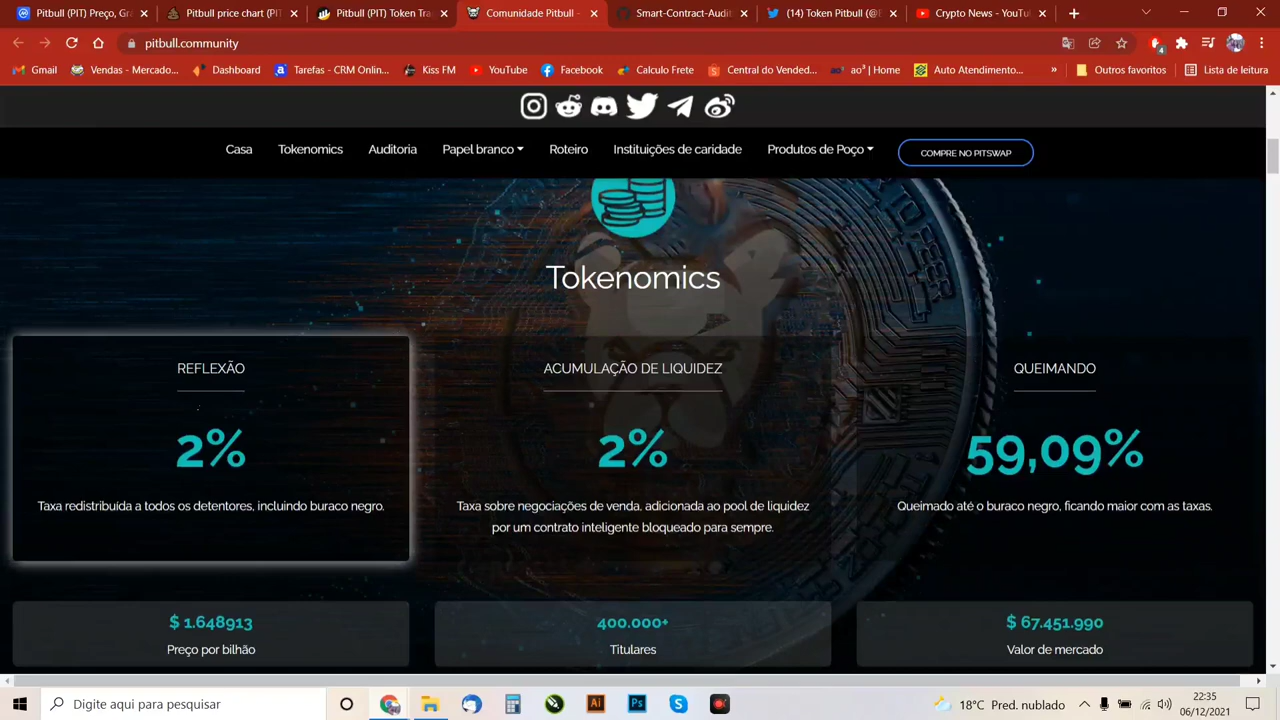 Pitbull (PIT) Preço, Grá
Pitbull price chart (PIT
Pitbull (PIT) Token Tra
Comunidade Pitbull -
Smart-Contract-Audit
(14) Token Pitbull (@E
Crypto News - YouTu
pitbull.community
4
Gmail
Vendas - Mercado...
Dashboard
Tarefas - CRM Onlin...
Kiss FM
YouTube
Facebook
Calculo Frete
Central do Vended...
ao³ | Home
Auto Atendimento...
»
Outros favoritos
Lista de leitura
Casa
Tokenomics
Auditoria
Papel branco
Roteiro
Instituições de caridade
Produtos de Poço
COMPRE NO PITSWAP
Tokenomics
REFLEXÃO
2%
Taxa redistribuída a todos os detentores, incluindo buraco negro.
ACUMULAÇÃO DE LIQUIDEZ
2%
Taxa sobre negociações de venda, adicionada ao pool de liquidez
por um contrato inteligente bloqueado para sempre.
QUEIMANDO
59,09%
Queimado até o buraco negro, ficando maior com as taxas.
$ 1.648913
Preço por bilhão
400.000+
Titulares
$ 67.451.990
Valor de mercado
Digite aqui para pesquisar
18°C Pred. nublado
22:35
06/12/2021